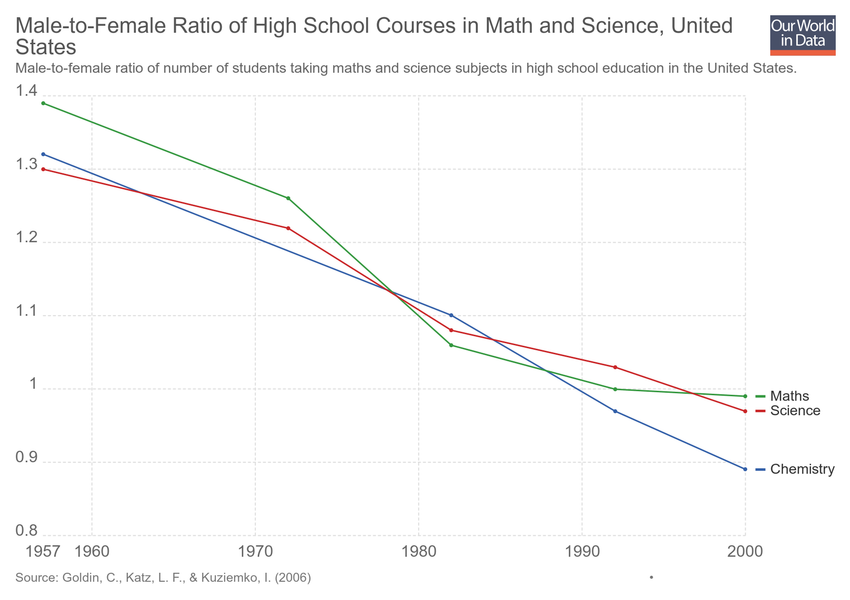 Male-to-Female Ratio of High School Courses in Math and Science, United
States
Our World
in Data
Male-to-female ratio of number of students taking maths and science subjects in high school education in the United States.
1.4
1.3
1.2
1.1
1
Maths
Science
0.9
Chemistry
0.8
1957 1960 1970 1980 1990 2000
Source: Goldin, C., Katz, L. F., & Kuziemko, I. (2006)